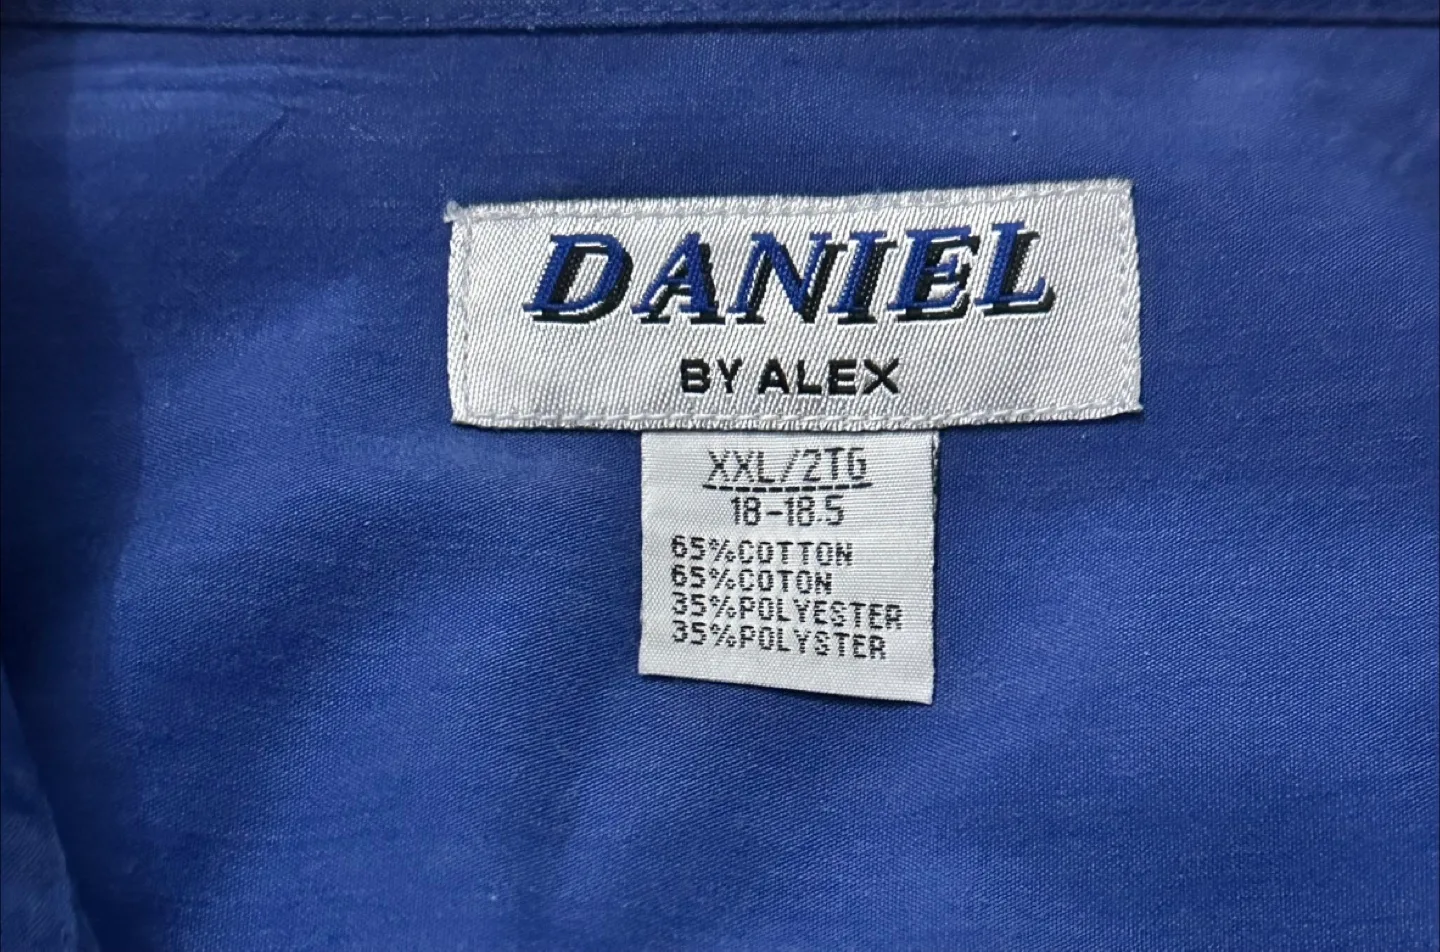 DANIEL
BY ALEX
XXL/2TG
18-18.5
65%COTTON
65%COTON
35%POLYESTER
35%POLYSTER